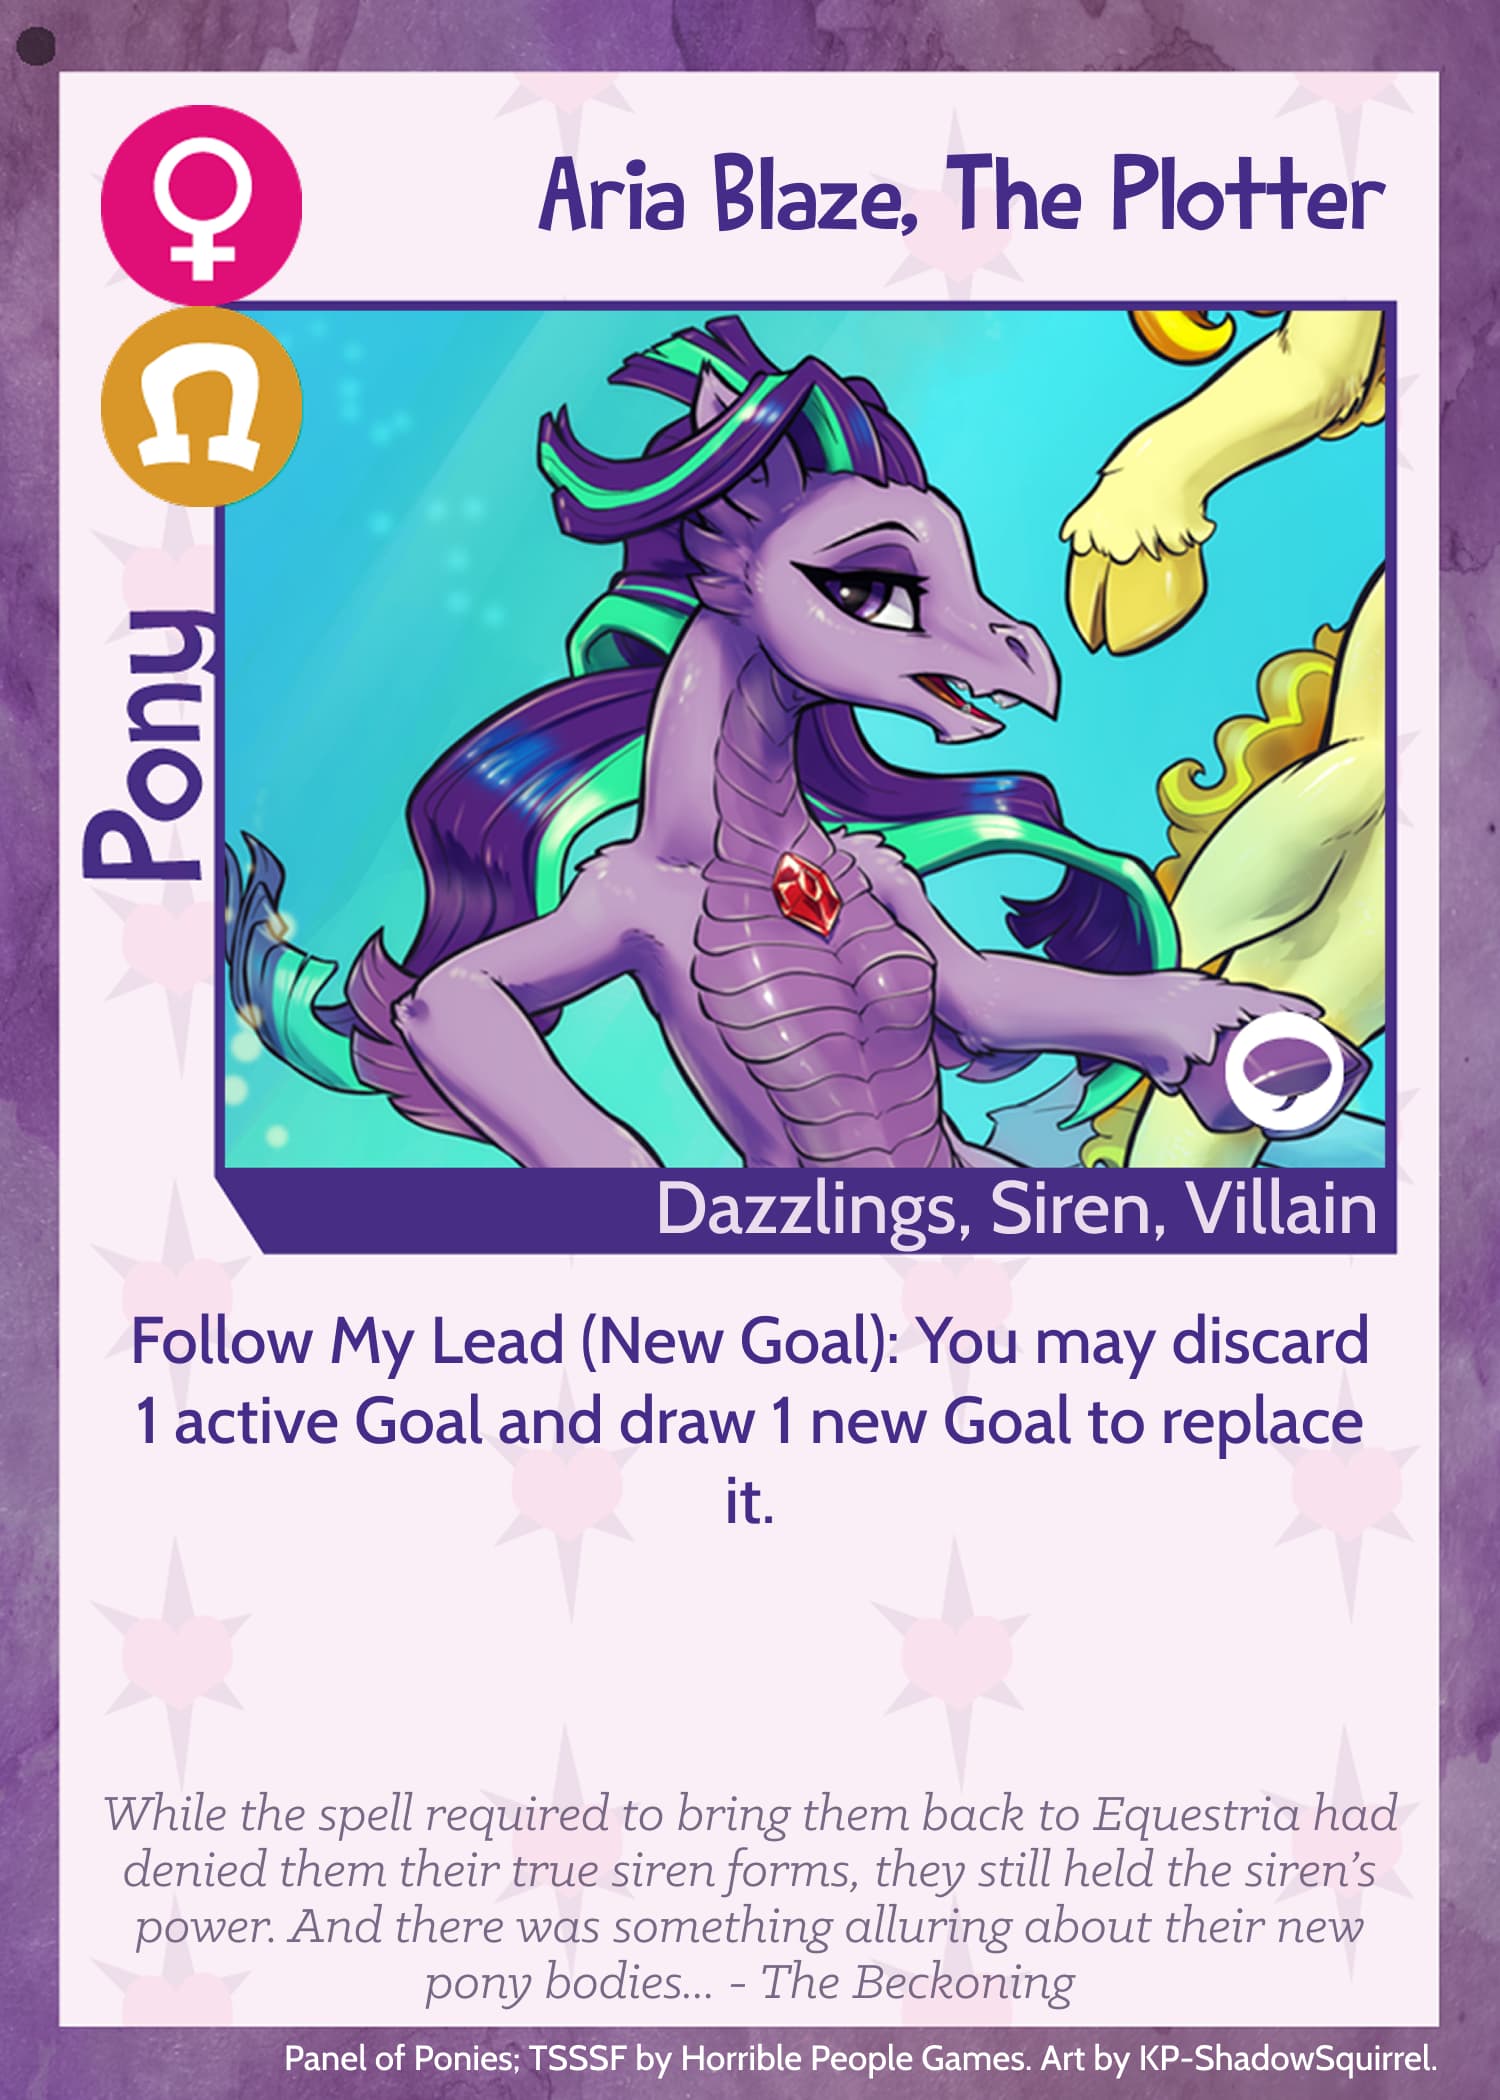 Aria Blaze, The Plotter
Pony
Dazzlings, Siren, Villain
Follow My Lead (New Goal): You may discard
1 active Goal and draw 1 new Goal to replace
it.
While the spell required to bring them back to Equestria had
denied them their true siren forms, they still held the siren’s
power. And there was something alluring about their new
pony bodies... - The Beckoning
Panel of Ponies; TSSSF by Horrible People Games. Art by KP-ShadowSquirrel.